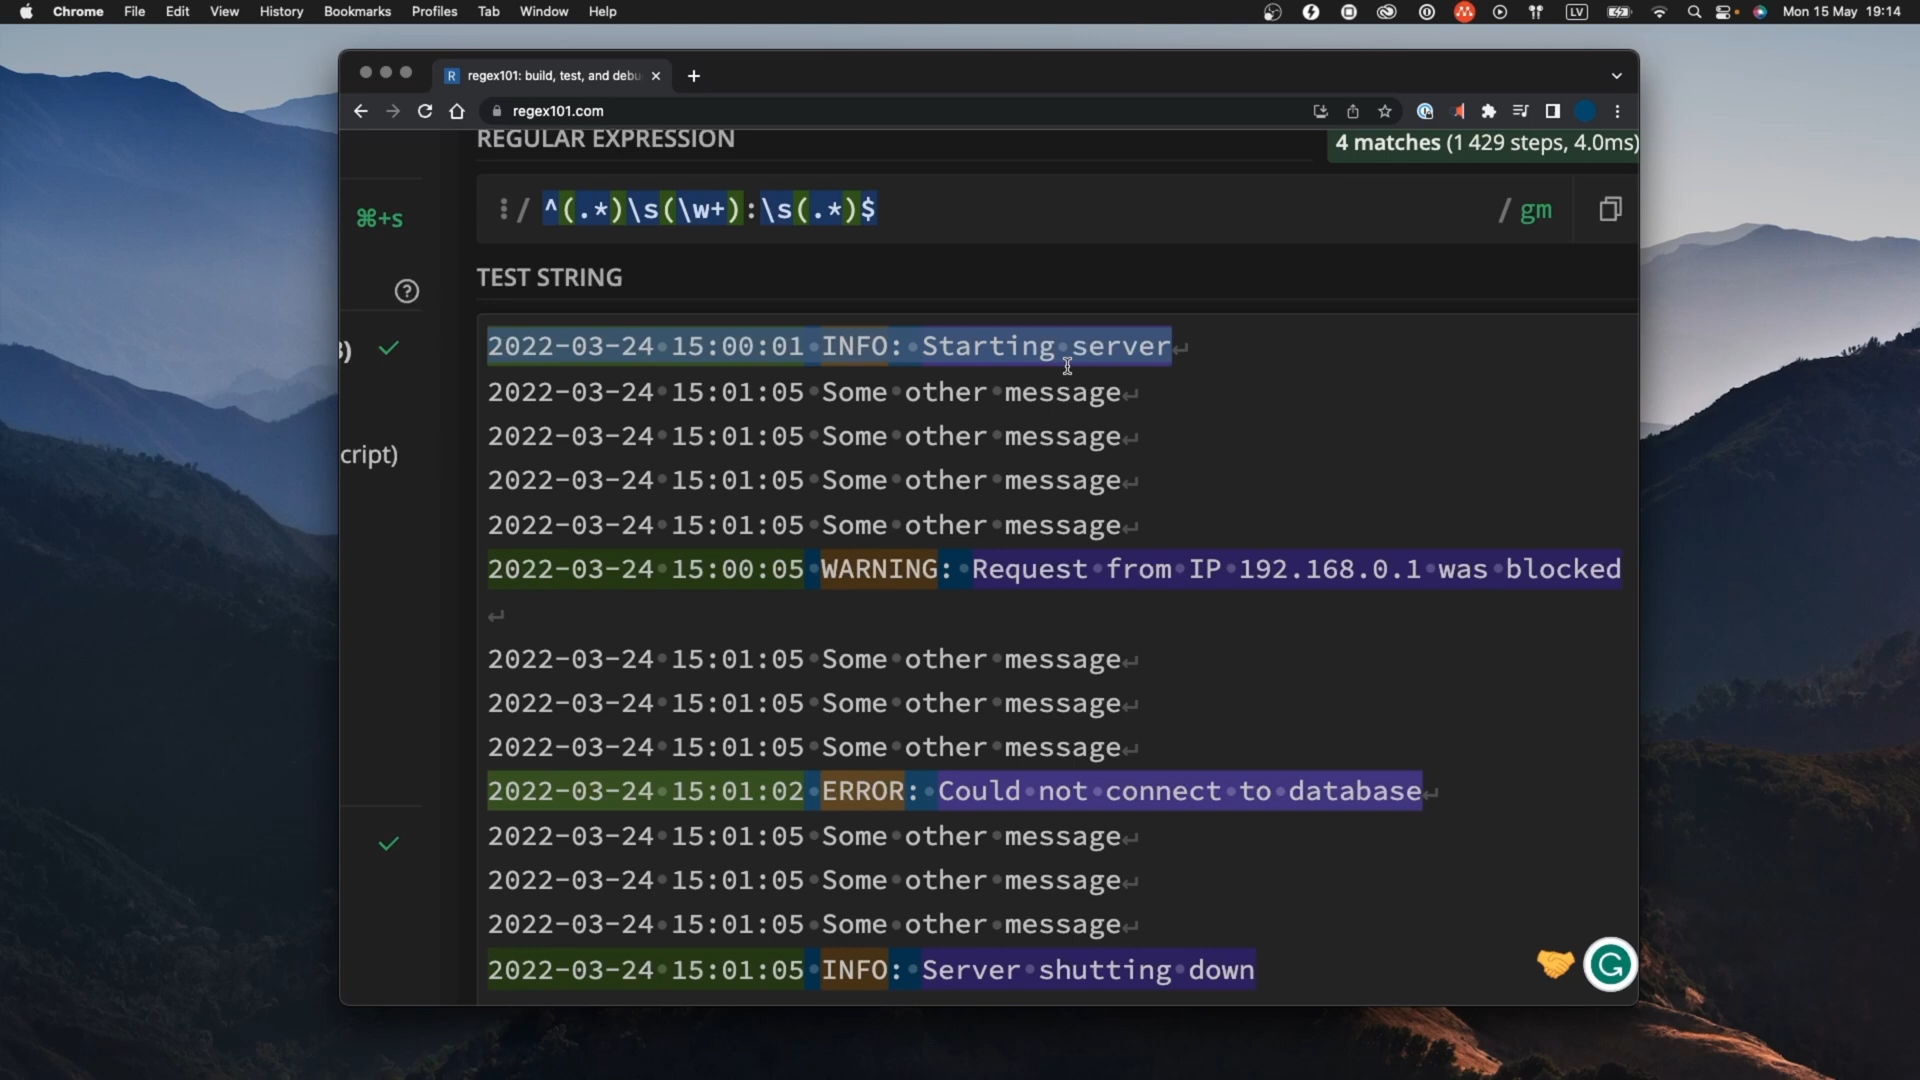 Chrome File Edit View History Bookmarks Profiles Tab Window Help LV Mon 15 May 19:14
regex101: build, test, and debu
regex101.com
REGULAR EXPRESSION
4 matches (1 429 steps, 4.0ms)
⌘+s
/ ^(.*)\s(\w+):\s(.*)$ / gm
TEST STRING
2022-03-24 15:00:01 INFO: Starting server
2022-03-24 15:01:05 Some other message
2022-03-24 15:01:05 Some other message
cript)
2022-03-24 15:01:05 Some other message
2022-03-24 15:01:05 Some other message
2022-03-24 15:00:05 WARNING: Request from IP 192.168.0.1 was blocked
2022-03-24 15:01:05 Some other message
2022-03-24 15:01:05 Some other message
2022-03-24 15:01:05 Some other message
2022-03-24 15:01:02 ERROR: Could not connect to database
2022-03-24 15:01:05 Some other message
2022-03-24 15:01:05 Some other message
2022-03-24 15:01:05 Some other message
2022-03-24 15:01:05 INFO: Server shutting down